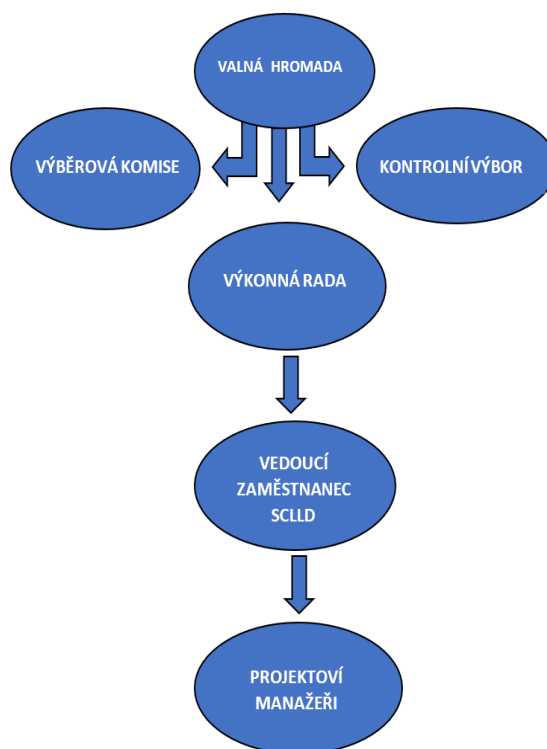 VALNÁ HROMADA
VÝBĚROVÁ KOMISE
KONTROLNÍ VÝBOR
VÝKONNÁ RADA
VEDOUCÍ
ZAMĚSTNANEC
SCLLD
PROJEKTOVÍ
MANAŽEŘI